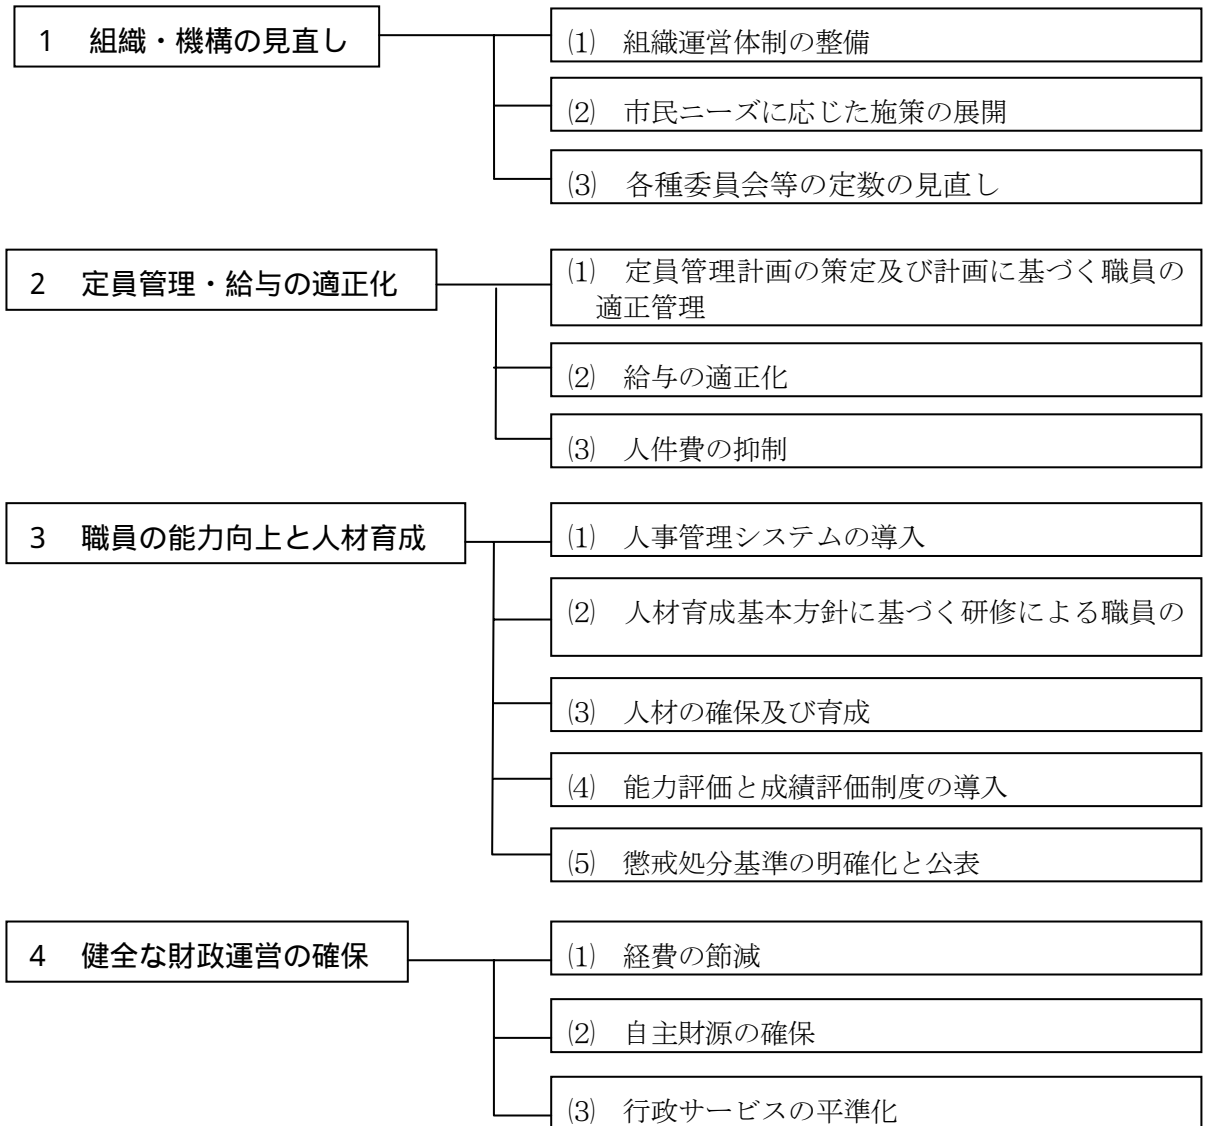 1　組織・機構の見直し
⑴　組織運営体制の整備
⑵　市民ニーズに応じた施策の展開
⑶　各種委員会等の定数の見直し
2　定員管理・給与の適正化
⑴　定員管理計画の策定及び計画に基づく職員の
適正管理
⑵　給与の適正化
⑶　人件費の抑制
3　職員の能力向上と人材育成
⑴　人事管理システムの導入
⑵　人材育成基本方針に基づく研修による職員の
⑶　人材の確保及び育成
⑷　能力評価と成績評価制度の導入
⑸　懲戒処分基準の明確化と公表
4　健全な財政運営の確保
⑴　経費の節減
⑵　自主財源の確保
⑶　行政サービスの平準化